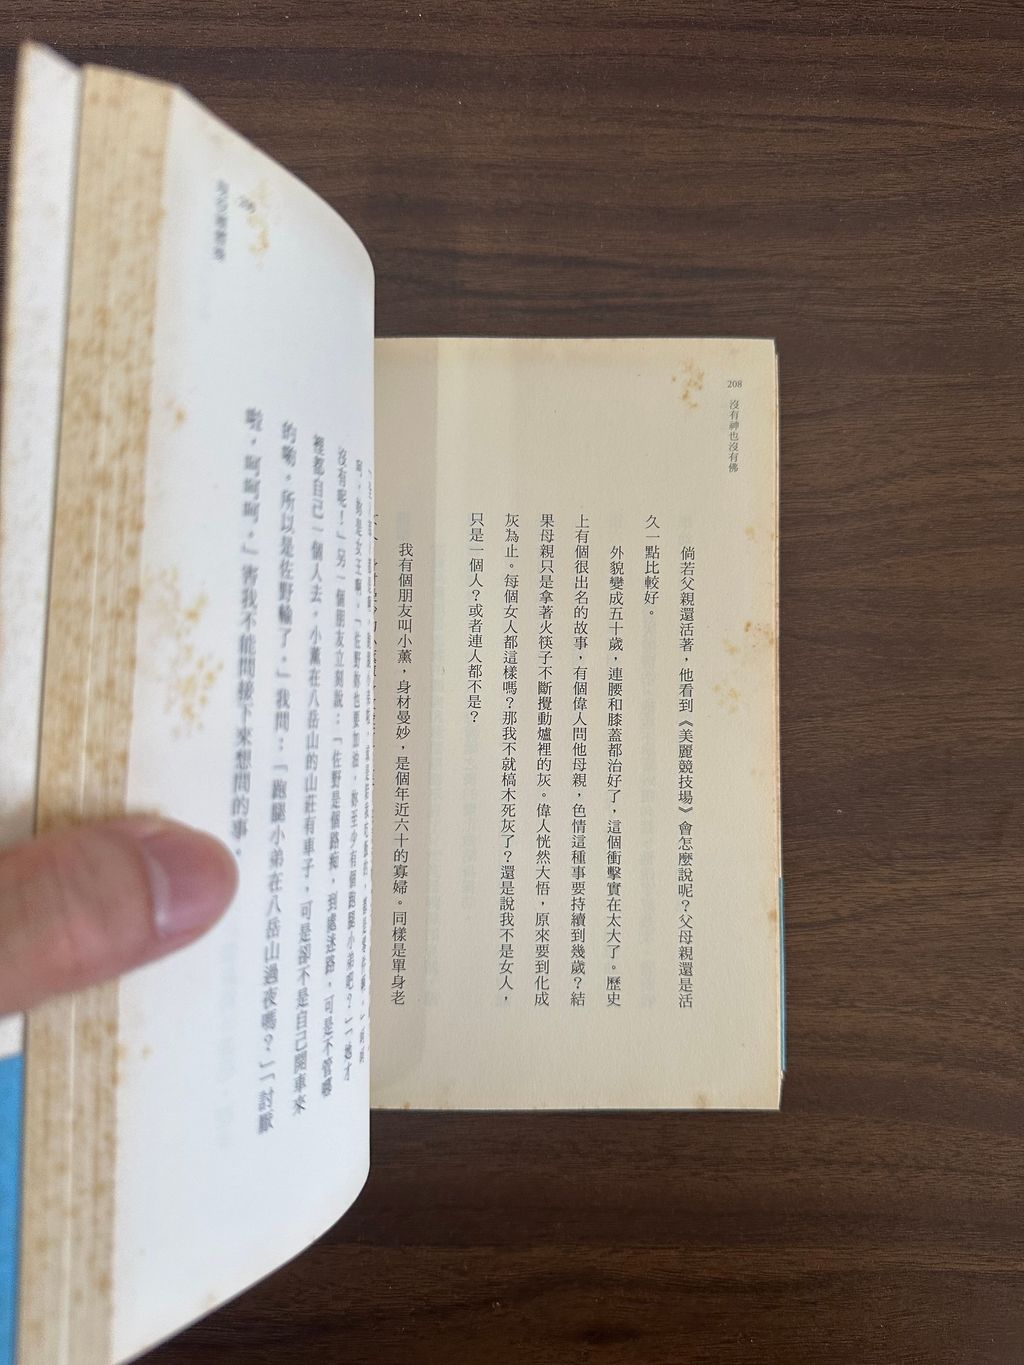 208
沒有神也沒有佛
倘若父親還活著，他看到《美麗競技場》會怎麼說呢？父母親還是活
久一點比較好。
外貌變成五十歲，連腰和膝蓋都治好了，這個衝擊實在太大了。歷史
上有個很出名的故事，有個偉人問他母親，色情這種事要持續到幾歲？結
果母親只是拿著火筷子不斷攪動爐裡的灰。偉人恍然大悟，原來要到化成
灰為止。每個女人都這樣嗎？那我不就槁木死灰了？還是說我不是女人，
只是一個人？或者連人都不是？
我有個朋友叫小薰，身材曼妙，是個年近六十的寡婦。同樣是單身老
沒有呢！」另一個朋友立刻說：「佐野是個路痴，到處迷路，可是不管哪
裡都自己一個人去，小薰在八岳山的山莊有車子，可是卻不是自己開車來
的喲。所以是佐野輸了。」我問：「跑腿小弟在八岳山過夜嗎？」「討厭
啦，呵呵呵。」害我不能問接下來想問的事。